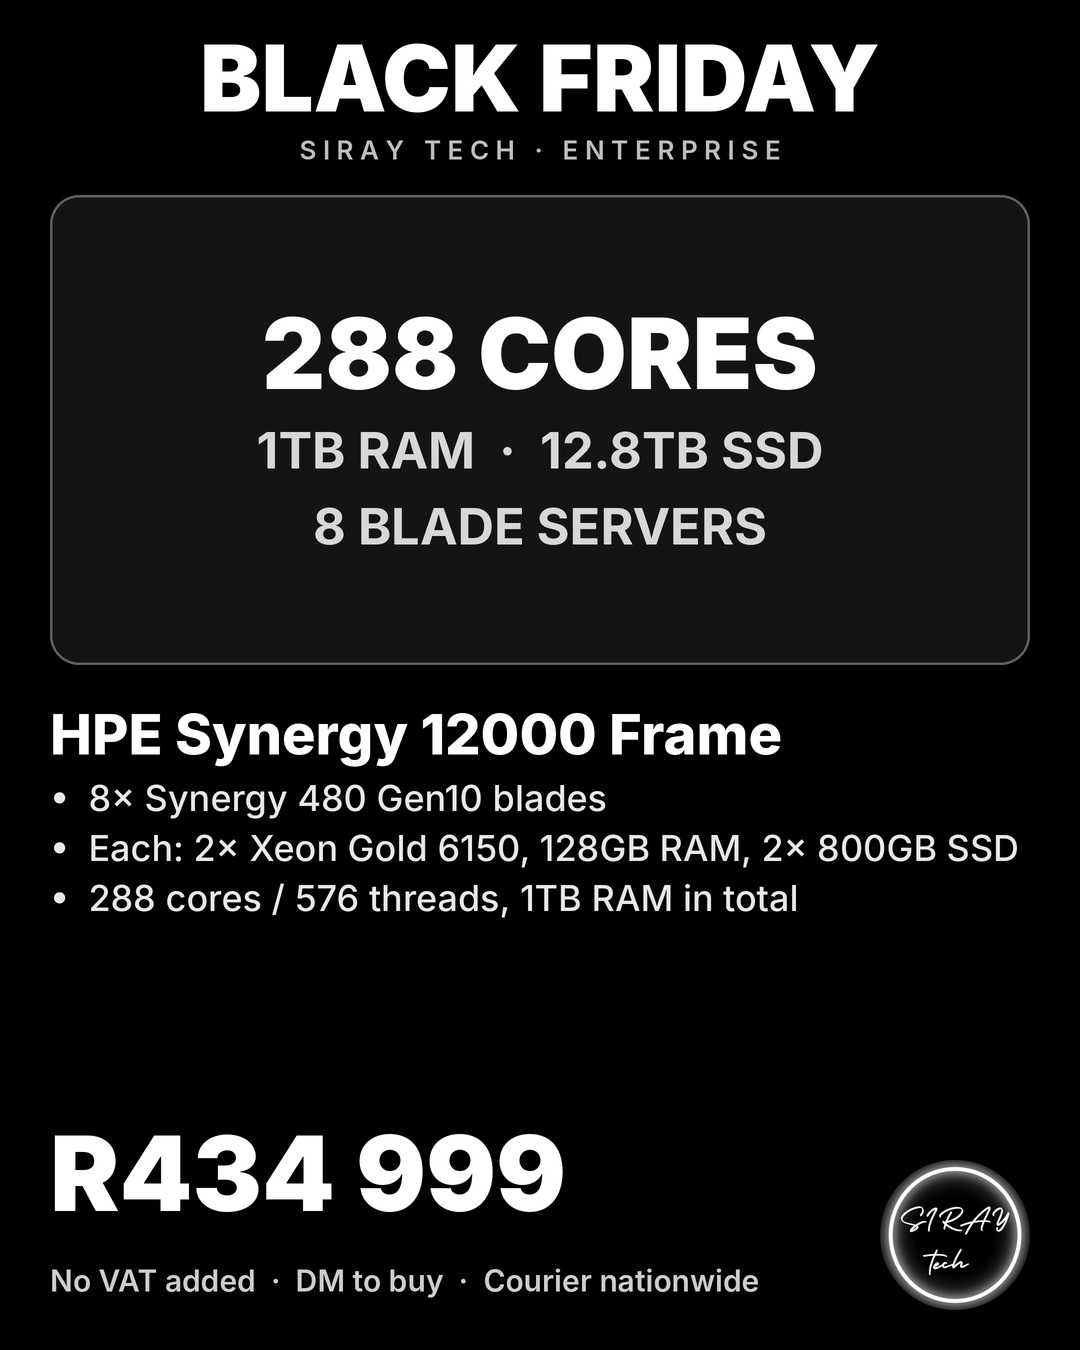 BLACK FRIDAY
SIRAY TECH · ENTERPRISE
288 CORES
1TB RAM · 12.8TB SSD
8 BLADE SERVERS
HPE Synergy 12000 Frame
• 8× Synergy 480 Gen10 blades
• Each: 2× Xeon Gold 6150, 128GB RAM, 2× 800GB SSD
• 288 cores / 576 threads, 1TB RAM in total
R434 999
SIRAY
tech
No VAT added · DM to buy · Courier nationwide